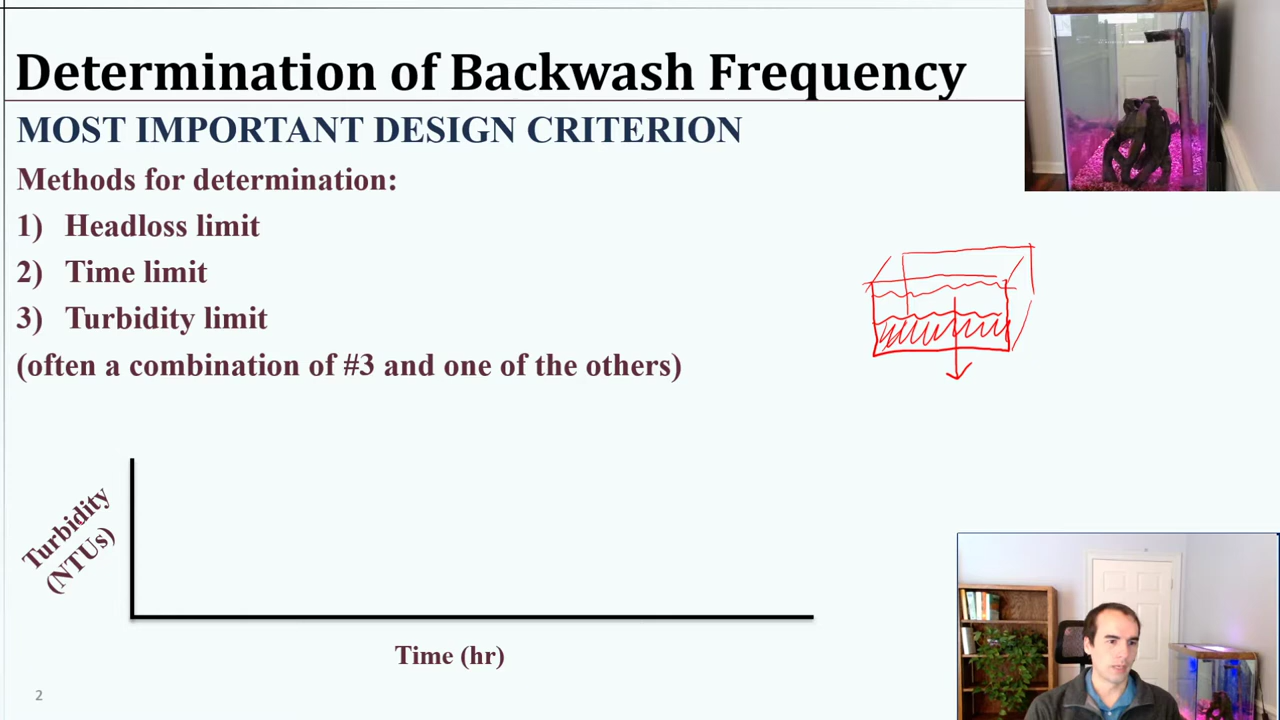 Determination of Backwash Frequency
MOST IMPORTANT DESIGN CRITERION
Methods for determination:
1) Headloss limit
2) Time limit
3) Turbidity limit
(often a combination of #3 and one of the others)
Turbidity
(NTUs)
Time (hr)
2